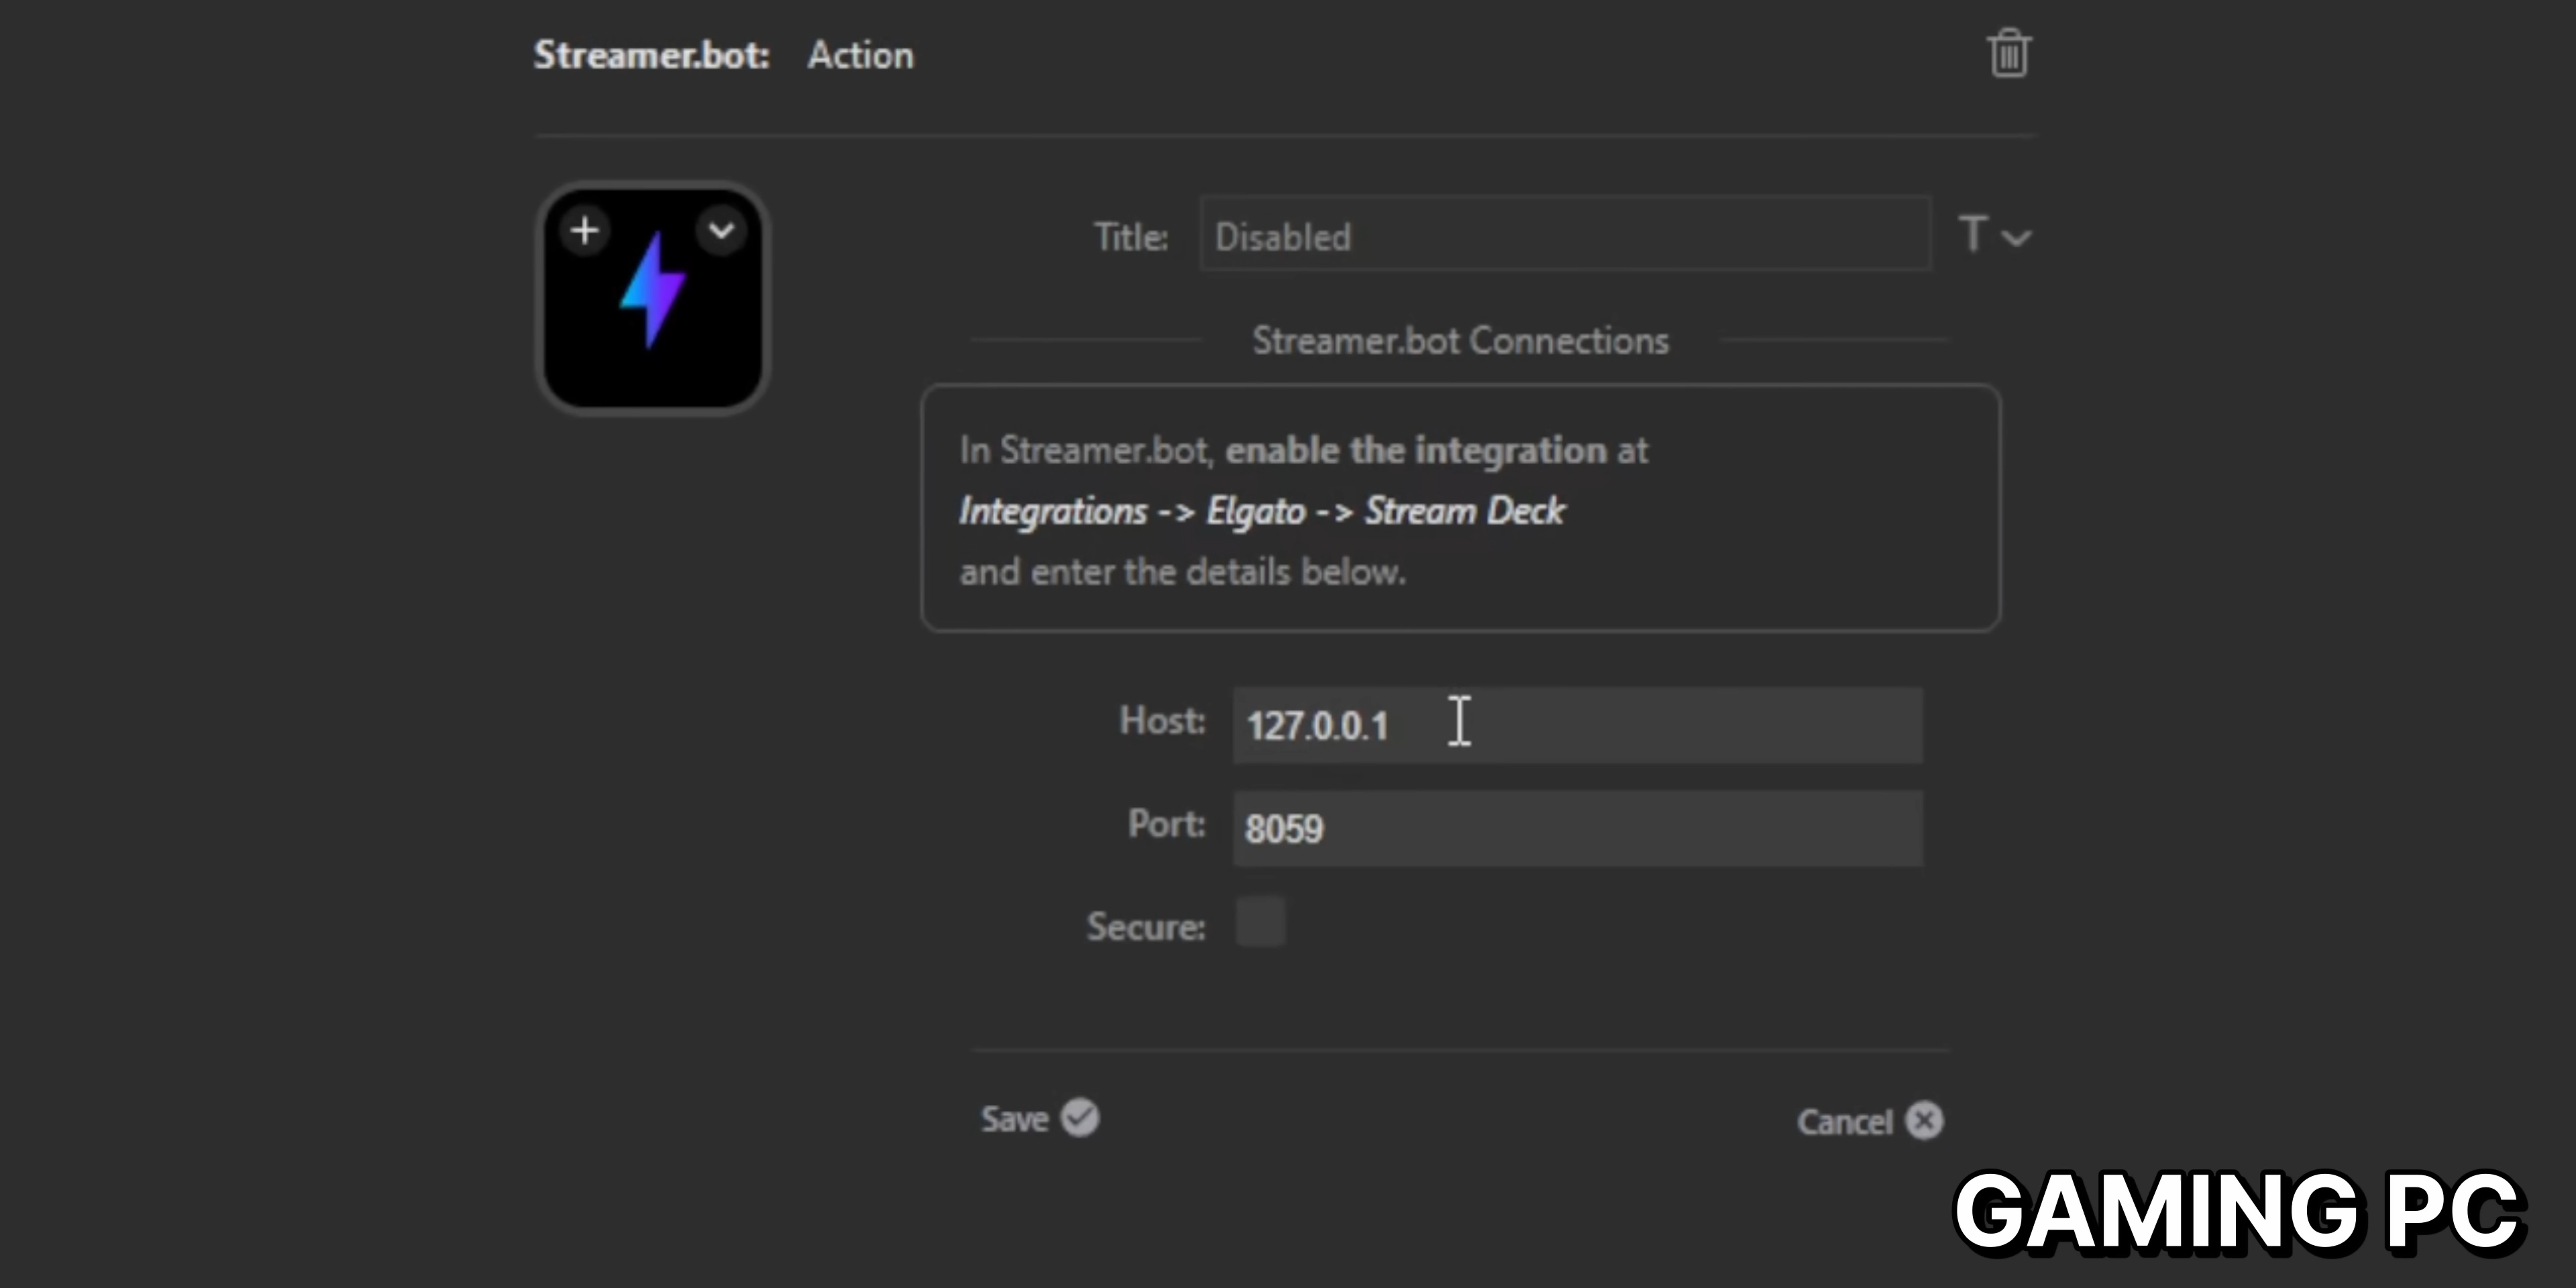 Streamer.bot: Action
Title: Disabled
T
Streamer.bot Connections
In Streamer.bot, enable the integration at
Integrations -> Elgato -> Stream Deck
and enter the details below.
Host: 127.0.0.1
Port: 8059
Secure:
Save
Cancel
GAMING PC